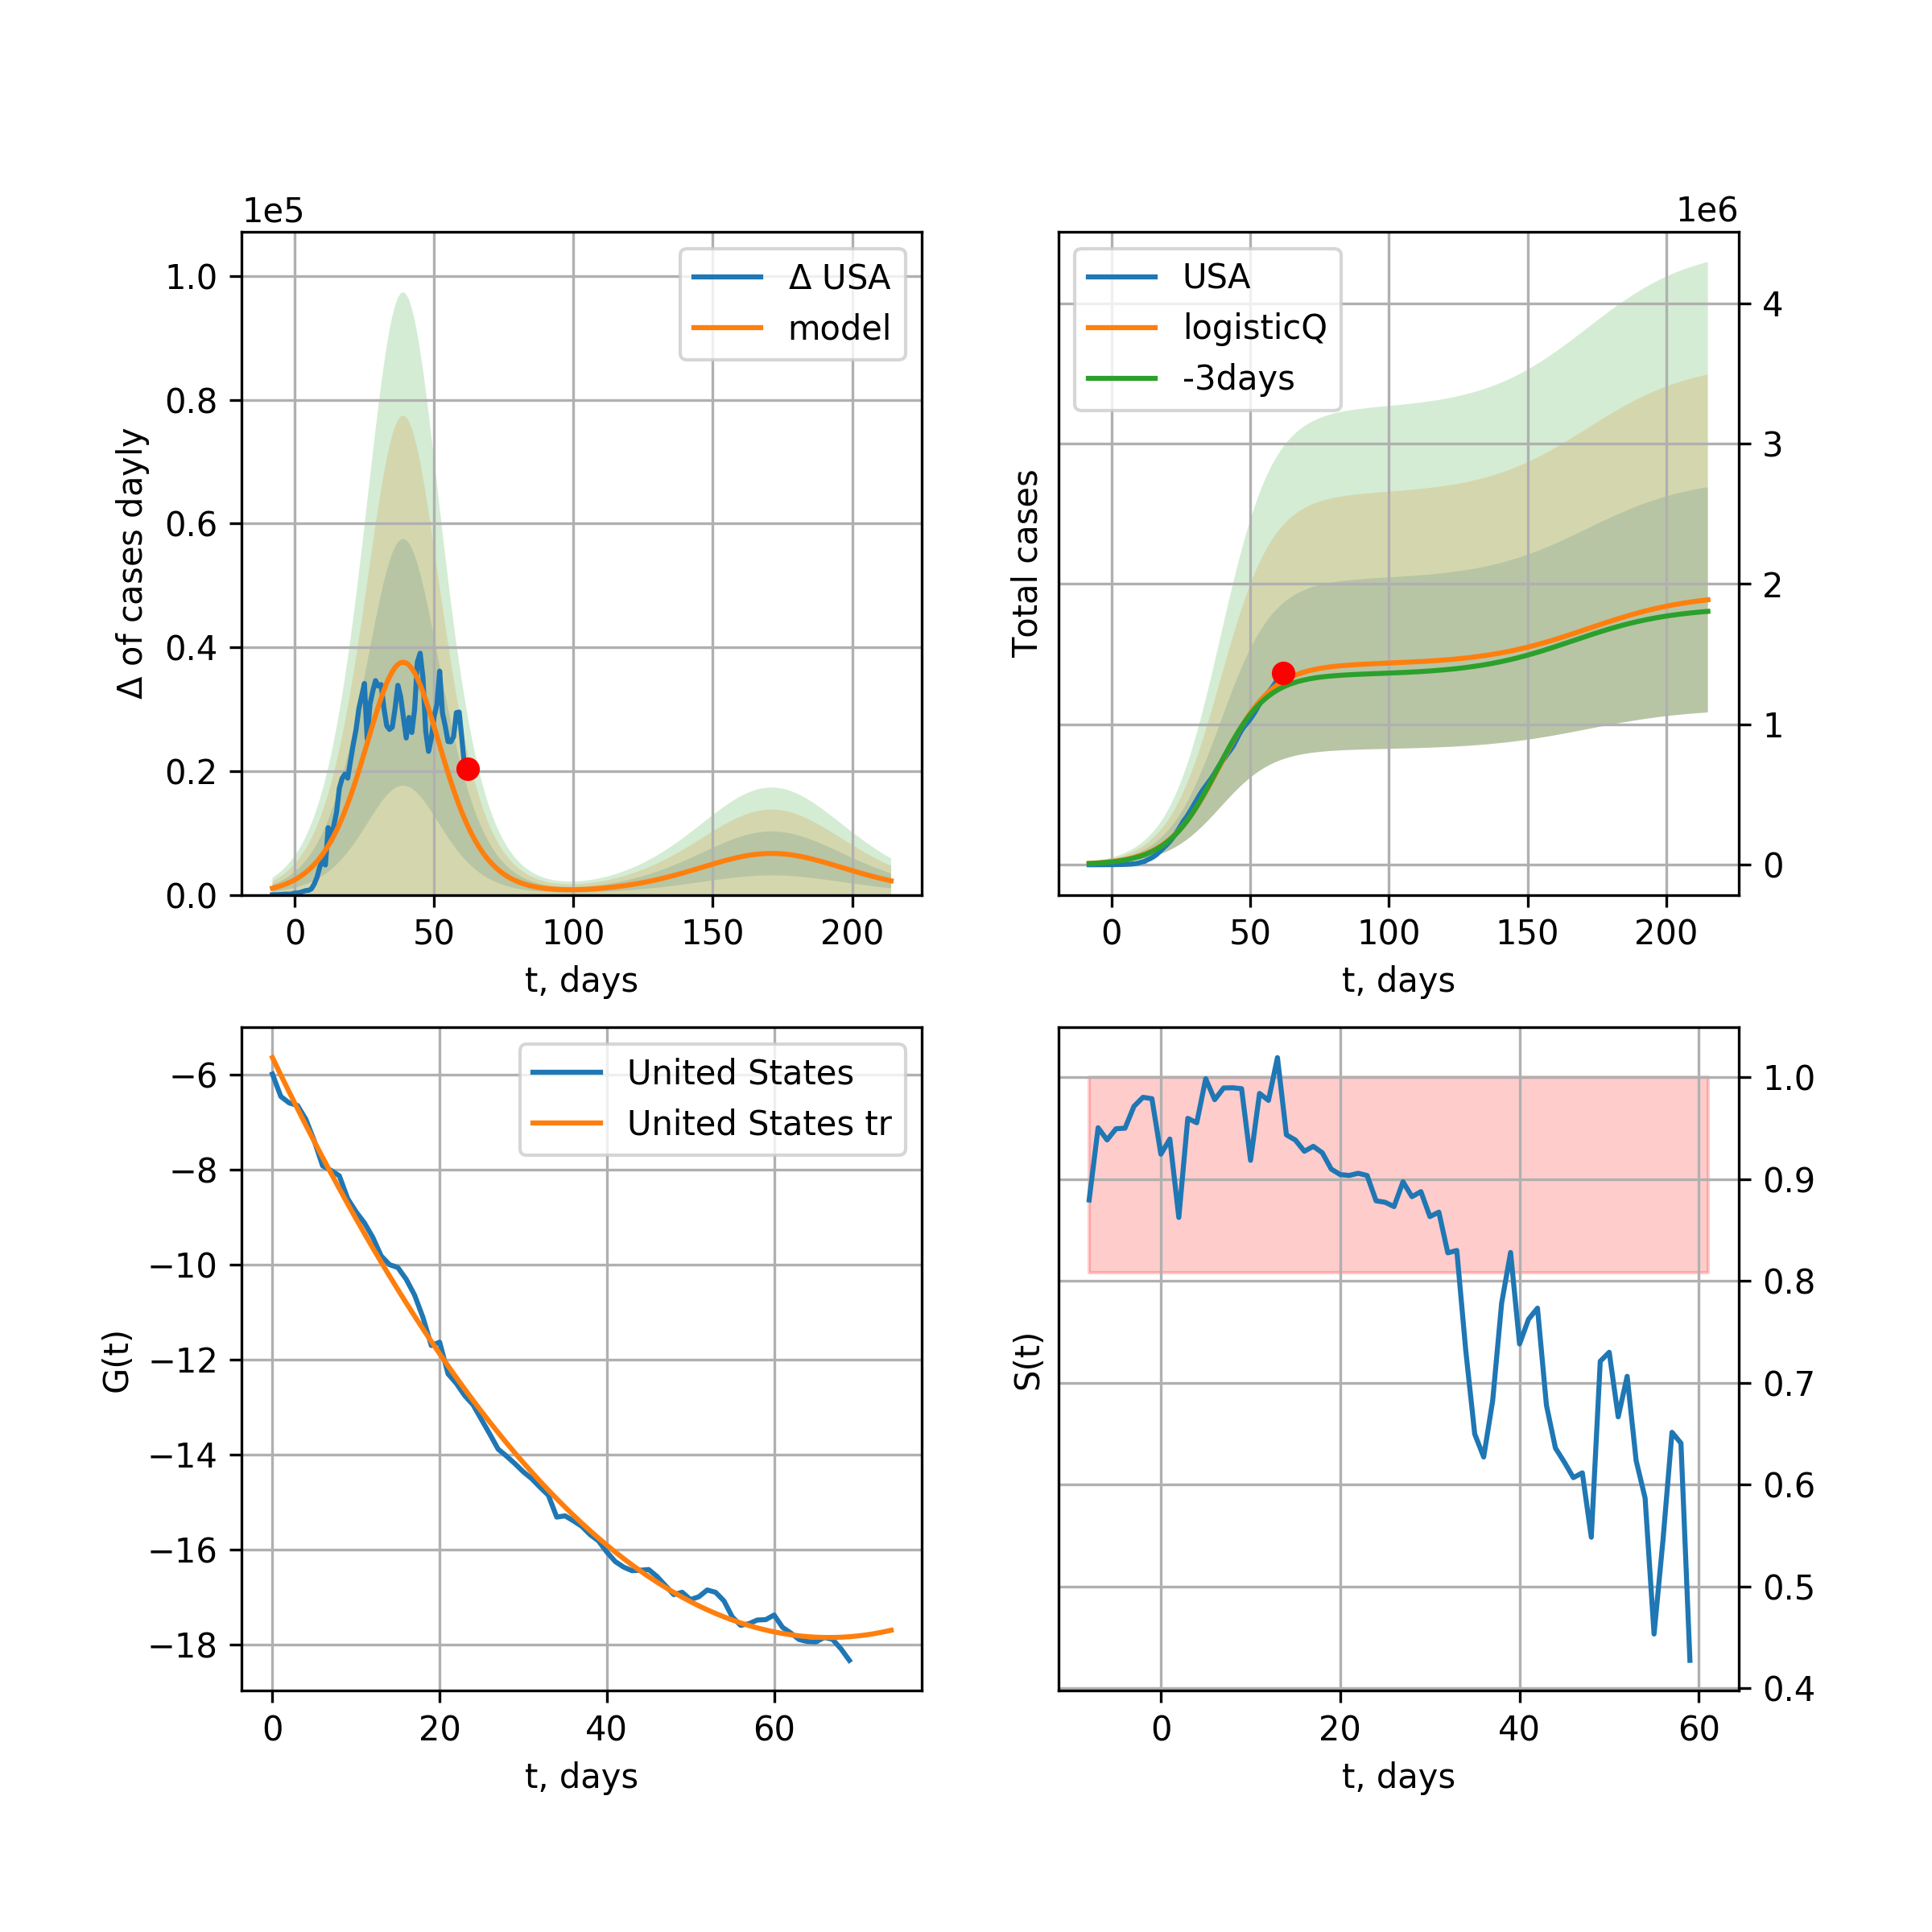 1e5
Δ of cases dayly
1.0
0.8
0.6
0.4
0.2
0.0
0 50 100 150 200
t, days
Δ USA
model
1e6
Total cases
4
3
2
1
0
0 50 100 150 200
t, days
USA
logisticQ
-3days
G(t)
−6
−8
−10
−12
−14
−16
−18
0 20 40 60
t, days
United States
United States tr
S(t)
1.0
0.9
0.8
0.7
0.6
0.5
0.4
0 20 40 60
t, days